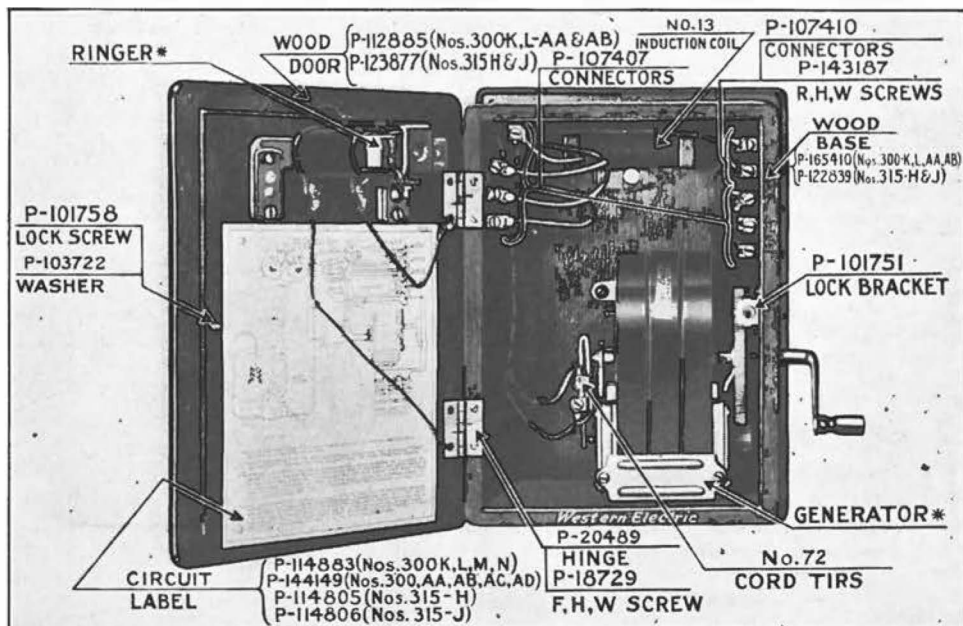 RINGER*
WOOD DOOR
P-112885 (Nos. 300K, L-AA & AB)
P-123877 (Nos. 315 H & J)
P-107407
CONNECTORS
NO.13
INDUCTION COIL
P-107410
CONNECTORS
P-143187
R,H,W SCREWS
WOOD
BASE
P-165410 (Nos. 300-K, L, AA, AB)
P-122839 (Nos. 315-H & J)
P-101758
LOCK SCREW
P-103722
WASHER
P-101751
LOCK BRACKET
Western Electric
GENERATOR*
P-20489
HINGE
P-18729
F,H,W SCREW
No.72
CORD TIRS
CIRCUIT
LABEL
P-114883 (Nos. 300K, L, M, N)
P-144149 (Nos. 300, AA, AB, AC, AD)
P-114805 (Nos. 315-H)
P-114806 (Nos. 315-J)